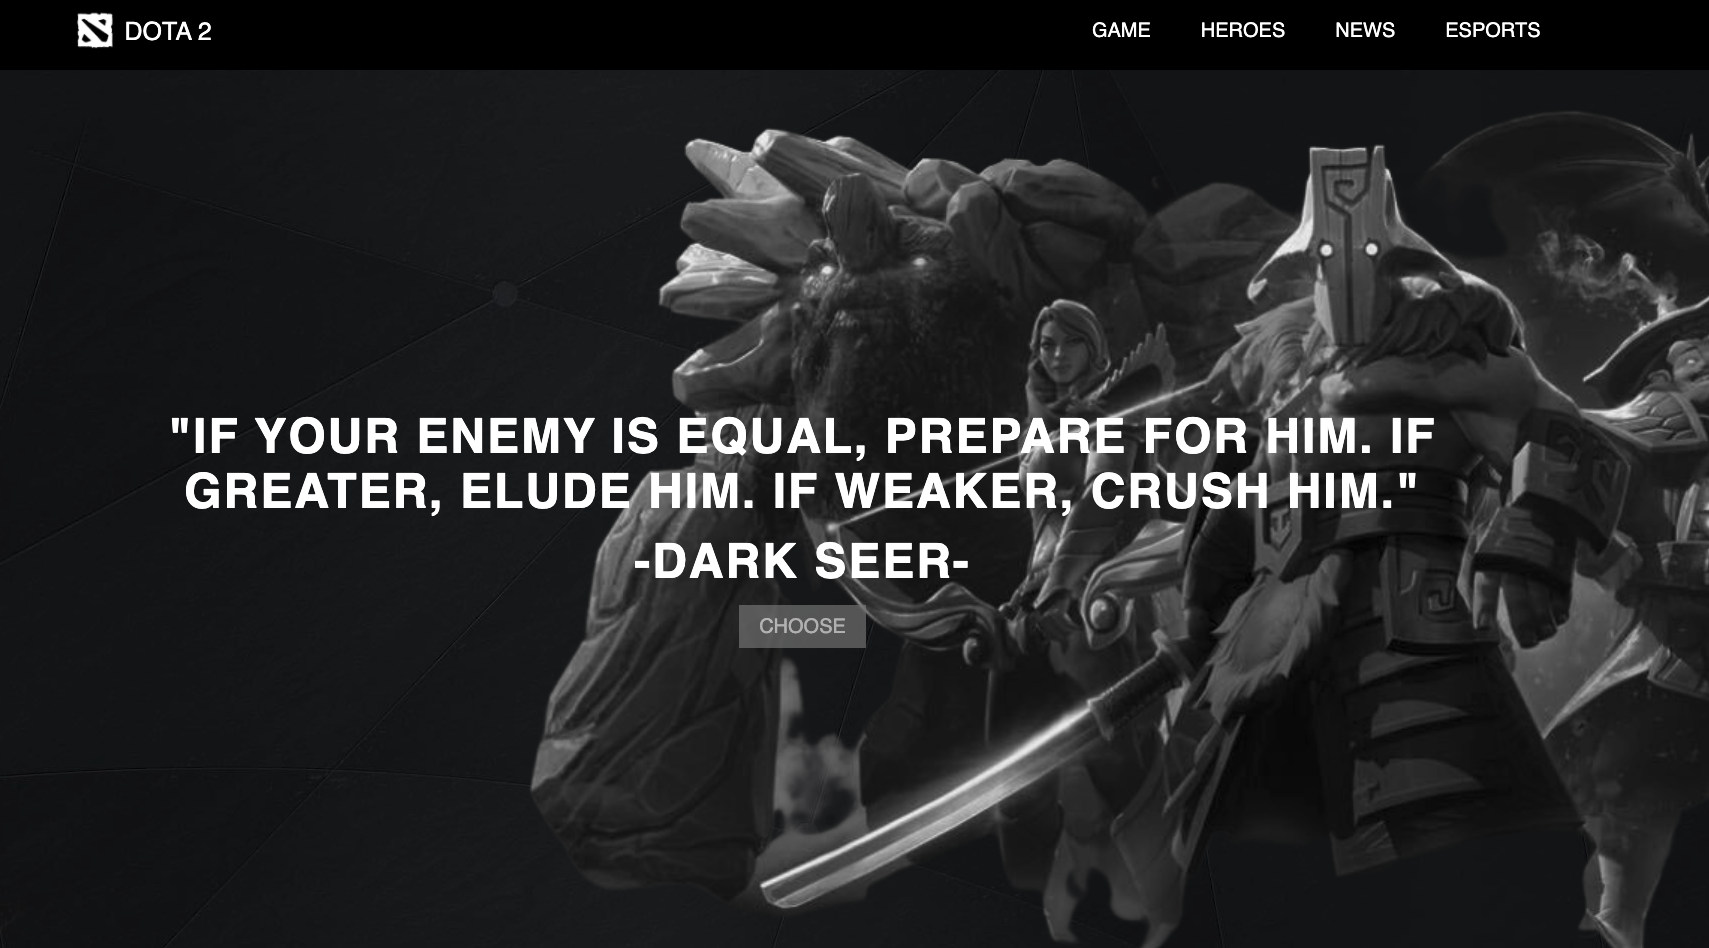 DOTA 2
GAME HEROES NEWS ESPORTS
"IF YOUR ENEMY IS EQUAL, PREPARE FOR HIM. IF
GREATER, ELUDE HIM. IF WEAKER, CRUSH HIM."
-DARK SEER-
CHOOSE